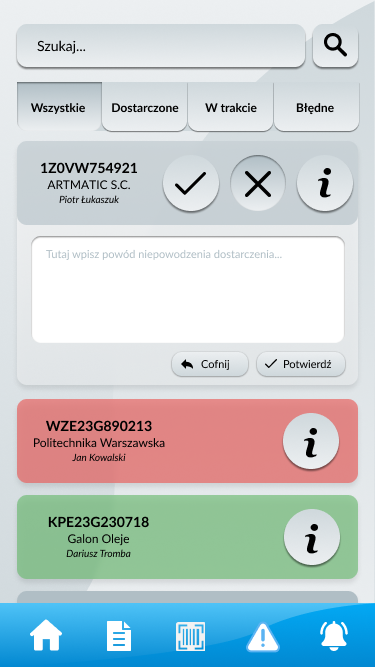 Szukaj...
Wszystkie Dostarczone W trakcie Błędne
1Z0VW754921
ARTMATIC S.C.
Piotr Łukaszuk
Tutaj wpisz powód niepowodzenia dostarczenia...
Cofnij Potwierdź
WZE23G890213
Politechnika Warszawska
Jan Kowalski
KPE23G230718
Galon Oleje
Dariusz Tromba